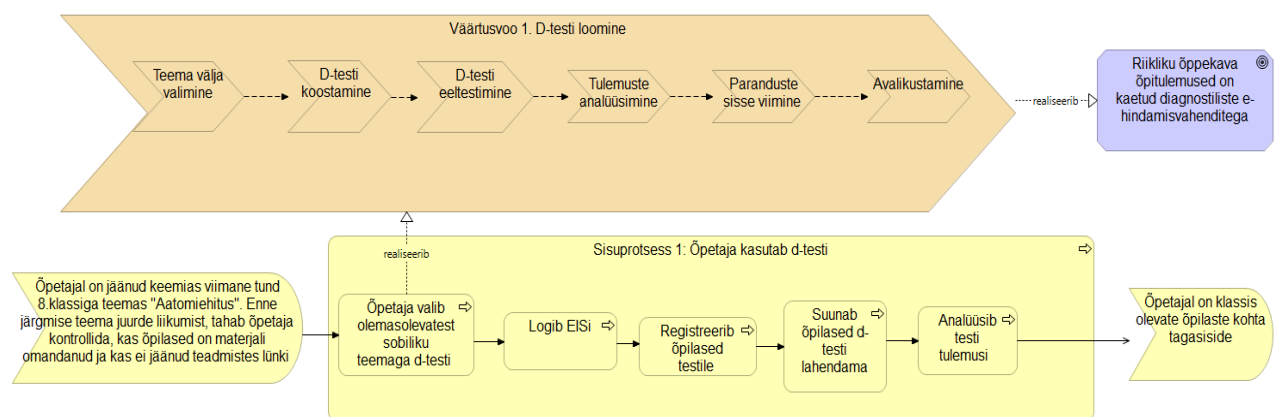 Väärtusvoo 1. D-testi loomine
Teema välja
valimine
D-testi
koostamine
D-testi
eeltestimine
Tulemuste
analüüsimine
Paranduste
sisse viimine
Avalikustamine
realiseerib
Riikliku õppekava
õpitulemused on
kaetud diagnostiliste e-
hindamisvahenditega
realiseerib
Sisuprotsess 1: Õpetaja kasutab d-testi
Õpetajal on jäänud keemias viimane tund
8.klassiga teemas "Aatomiehitus". Enne
järgmise teema juurde liikumist, tahab õpetaja
kontrollida, kas õpilased on materjali
omandanud ja kas ei jäänud teadmistes lünki
Õpetaja valib
olemasolevatest
sobiliku
teemaga d-testi
Logib EISi
Registreerib
õpilased
testile
Suunab
õpilased d-
testi
lahendama
Analüüsib
testi
tulemusi
Õpetajal on klassis
olevate õpilaste kohta
tagasiside